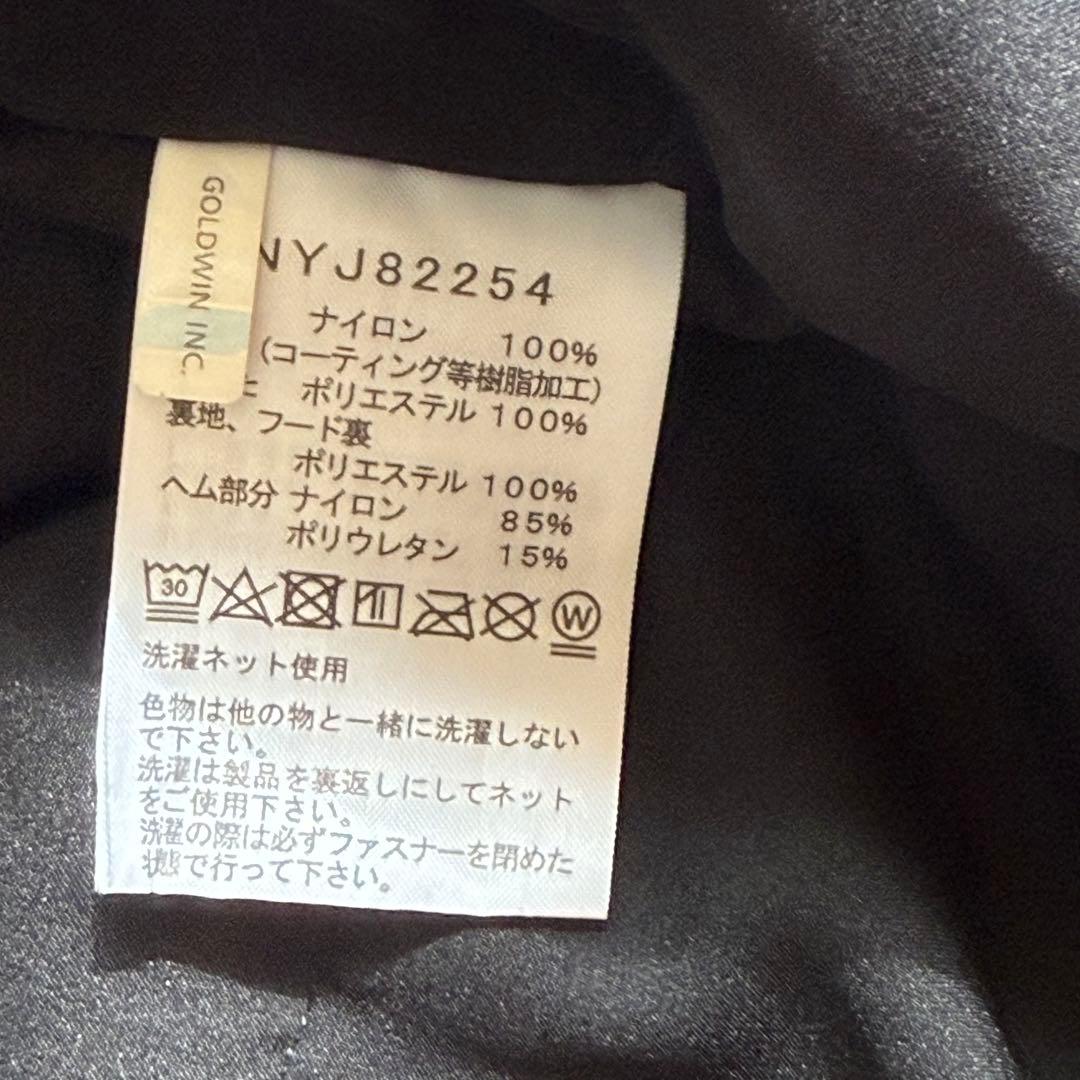 GOLDWIN INC.
NYJ82254
ナイロン 100%
(コーティング等樹脂加工)
ポリエステル 100%
裏地、フード裏
ポリエステル 100%
ヘム部分 ナイロン 85%
ポリウレタン 15%
30 W
洗濯ネット使用
色物は他の物と一緒に洗濯しない
で下さい。
洗濯は製品を裏返しにしてネット
をご使用下さい。
洗濯の際は必ずファスナーを閉めた
状態で行って下さい。